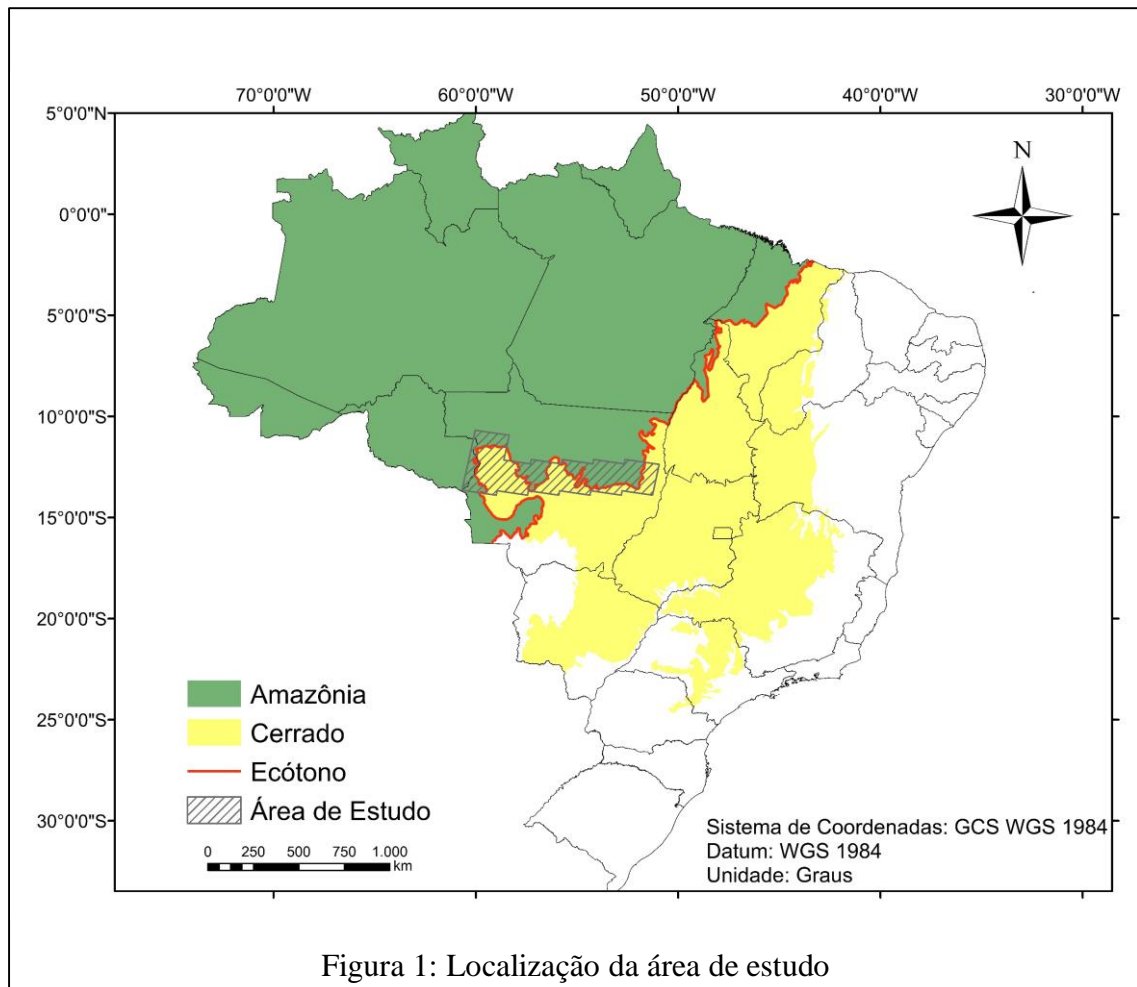 70°0'0"W 60°0'0"W 50°0'0"W 40°0'0"W 30°0'0"W
5°0'0"N
0°0'0"
5°0'0"S
10°0'0"S
15°0'0"S
20°0'0"S
25°0'0"S
30°0'0"S
N
Amazônia
Cerrado
Ecótono
Área de Estudo
0 250 500 750 1.000
km
Sistema de Coordenadas: GCS WGS 1984
Datum: WGS 1984
Unidade: Graus
Figura 1: Localização da área de estudo